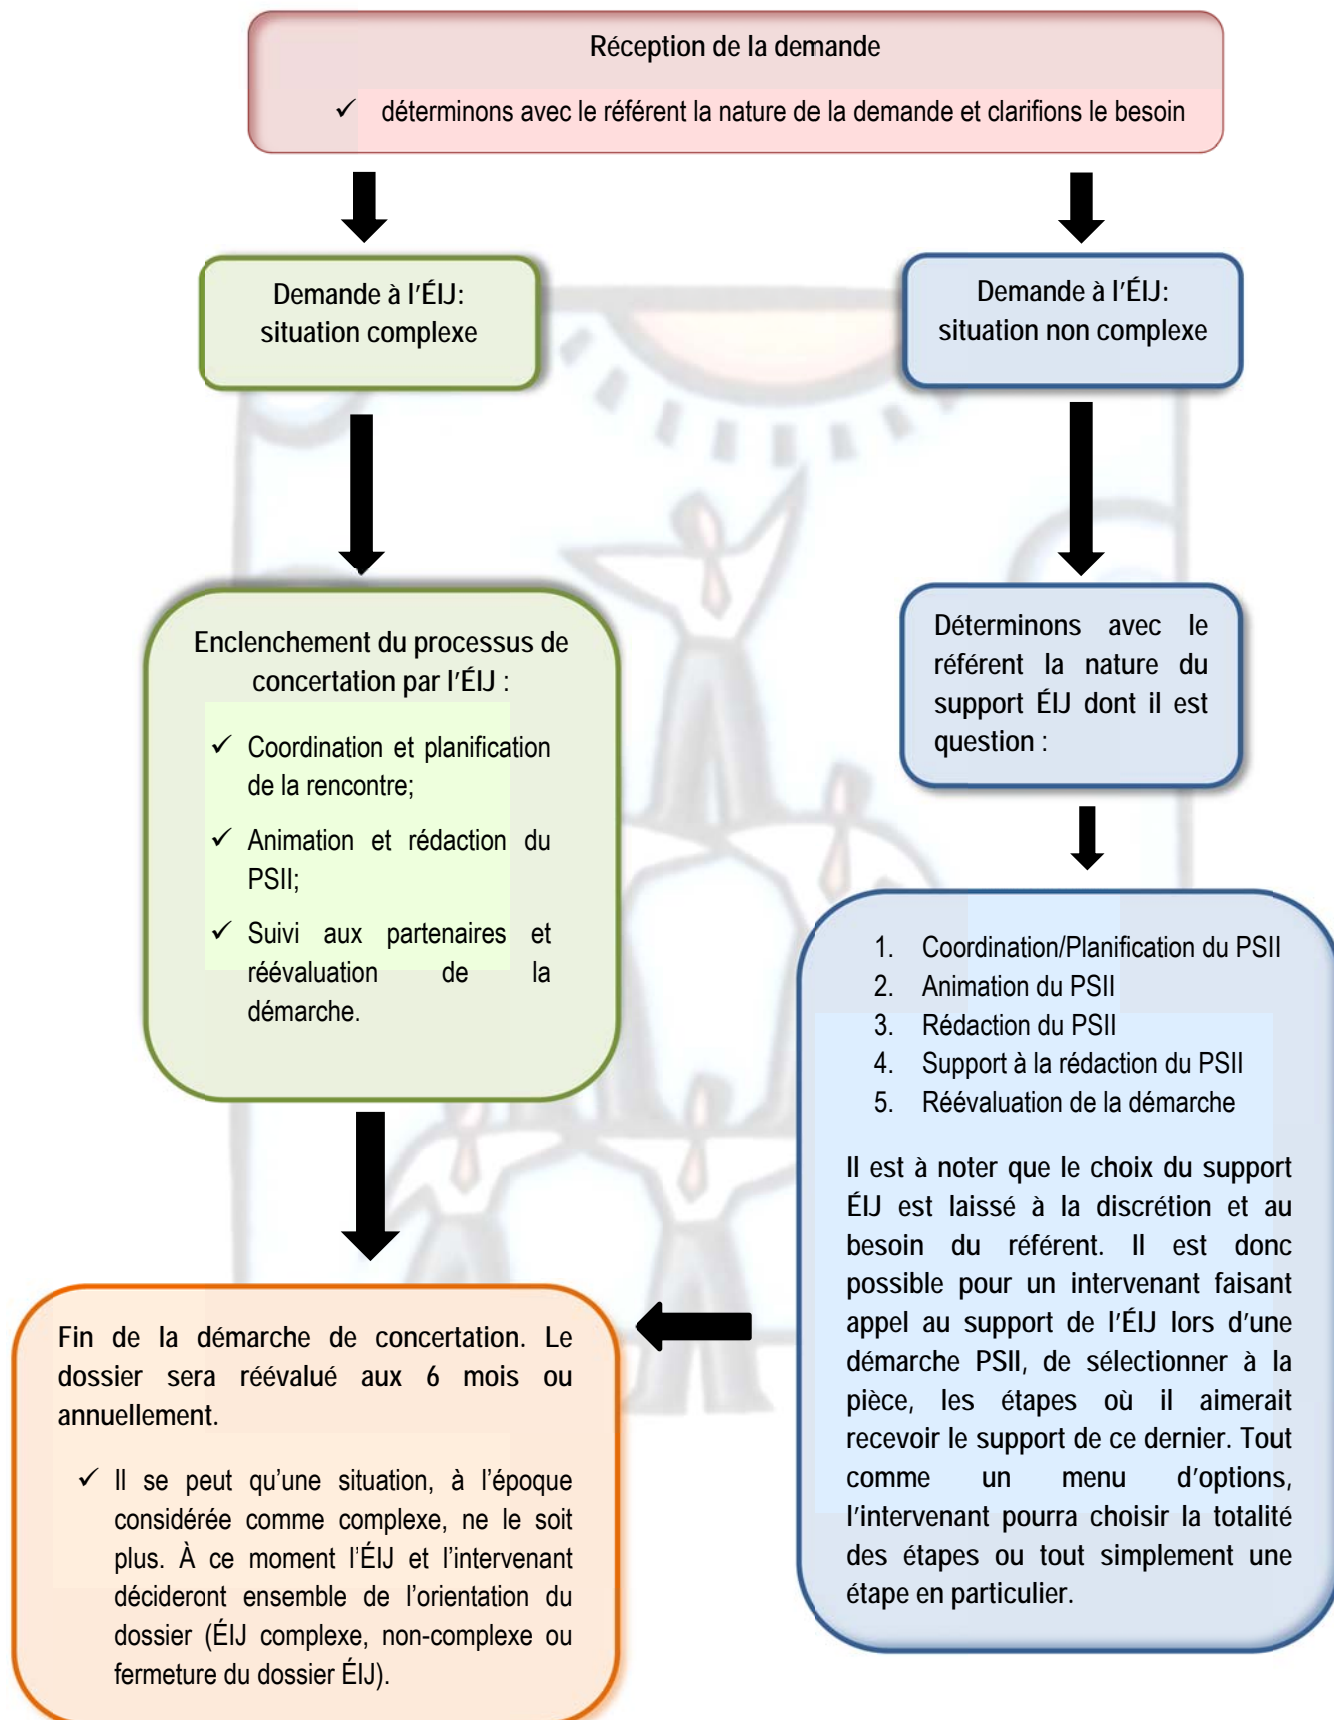 Réception de la demande
✓ déterminons avec le référent la nature de la demande et clarifions le besoin
Demande à l'ÉIJ:
situation complexe
Demande à l'ÉIJ:
situation non complexe
Enclenchement du processus de
concertation par l'ÉIJ :
✓ Coordination et planification
de la rencontre;
✓ Animation et rédaction du
PSII;
✓ Suivi aux partenaires et
réévaluation de la
démarche.
Déterminons avec le
référent la nature du
support ÉIJ dont il est
question :
1. Coordination/Planification du PSII
2. Animation du PSII
3. Rédaction du PSII
4. Support à la rédaction du PSII
5. Réévaluation de la démarche
Il est à noter que le choix du support
ÉIJ est laissé à la discrétion et au
besoin du référent. Il est donc
possible pour un intervenant faisant
appel au support de l'ÉIJ lors d'une
démarche PSII, de sélectionner à la
pièce, les étapes où il aimerait
recevoir le support de ce dernier. Tout
comme un menu d'options,
l'intervenant pourra choisir la totalité
des étapes ou tout simplement une
étape en particulier.
Fin de la démarche de concertation. Le
dossier sera réévalué aux 6 mois ou
annuellement.
✓ Il se peut qu'une situation, à l'époque
considérée comme complexe, ne le soit
plus. À ce moment l'ÉIJ et l'intervenant
décideront ensemble de l'orientation du
dossier (ÉIJ complexe, non-complexe ou
fermeture du dossier ÉIJ).